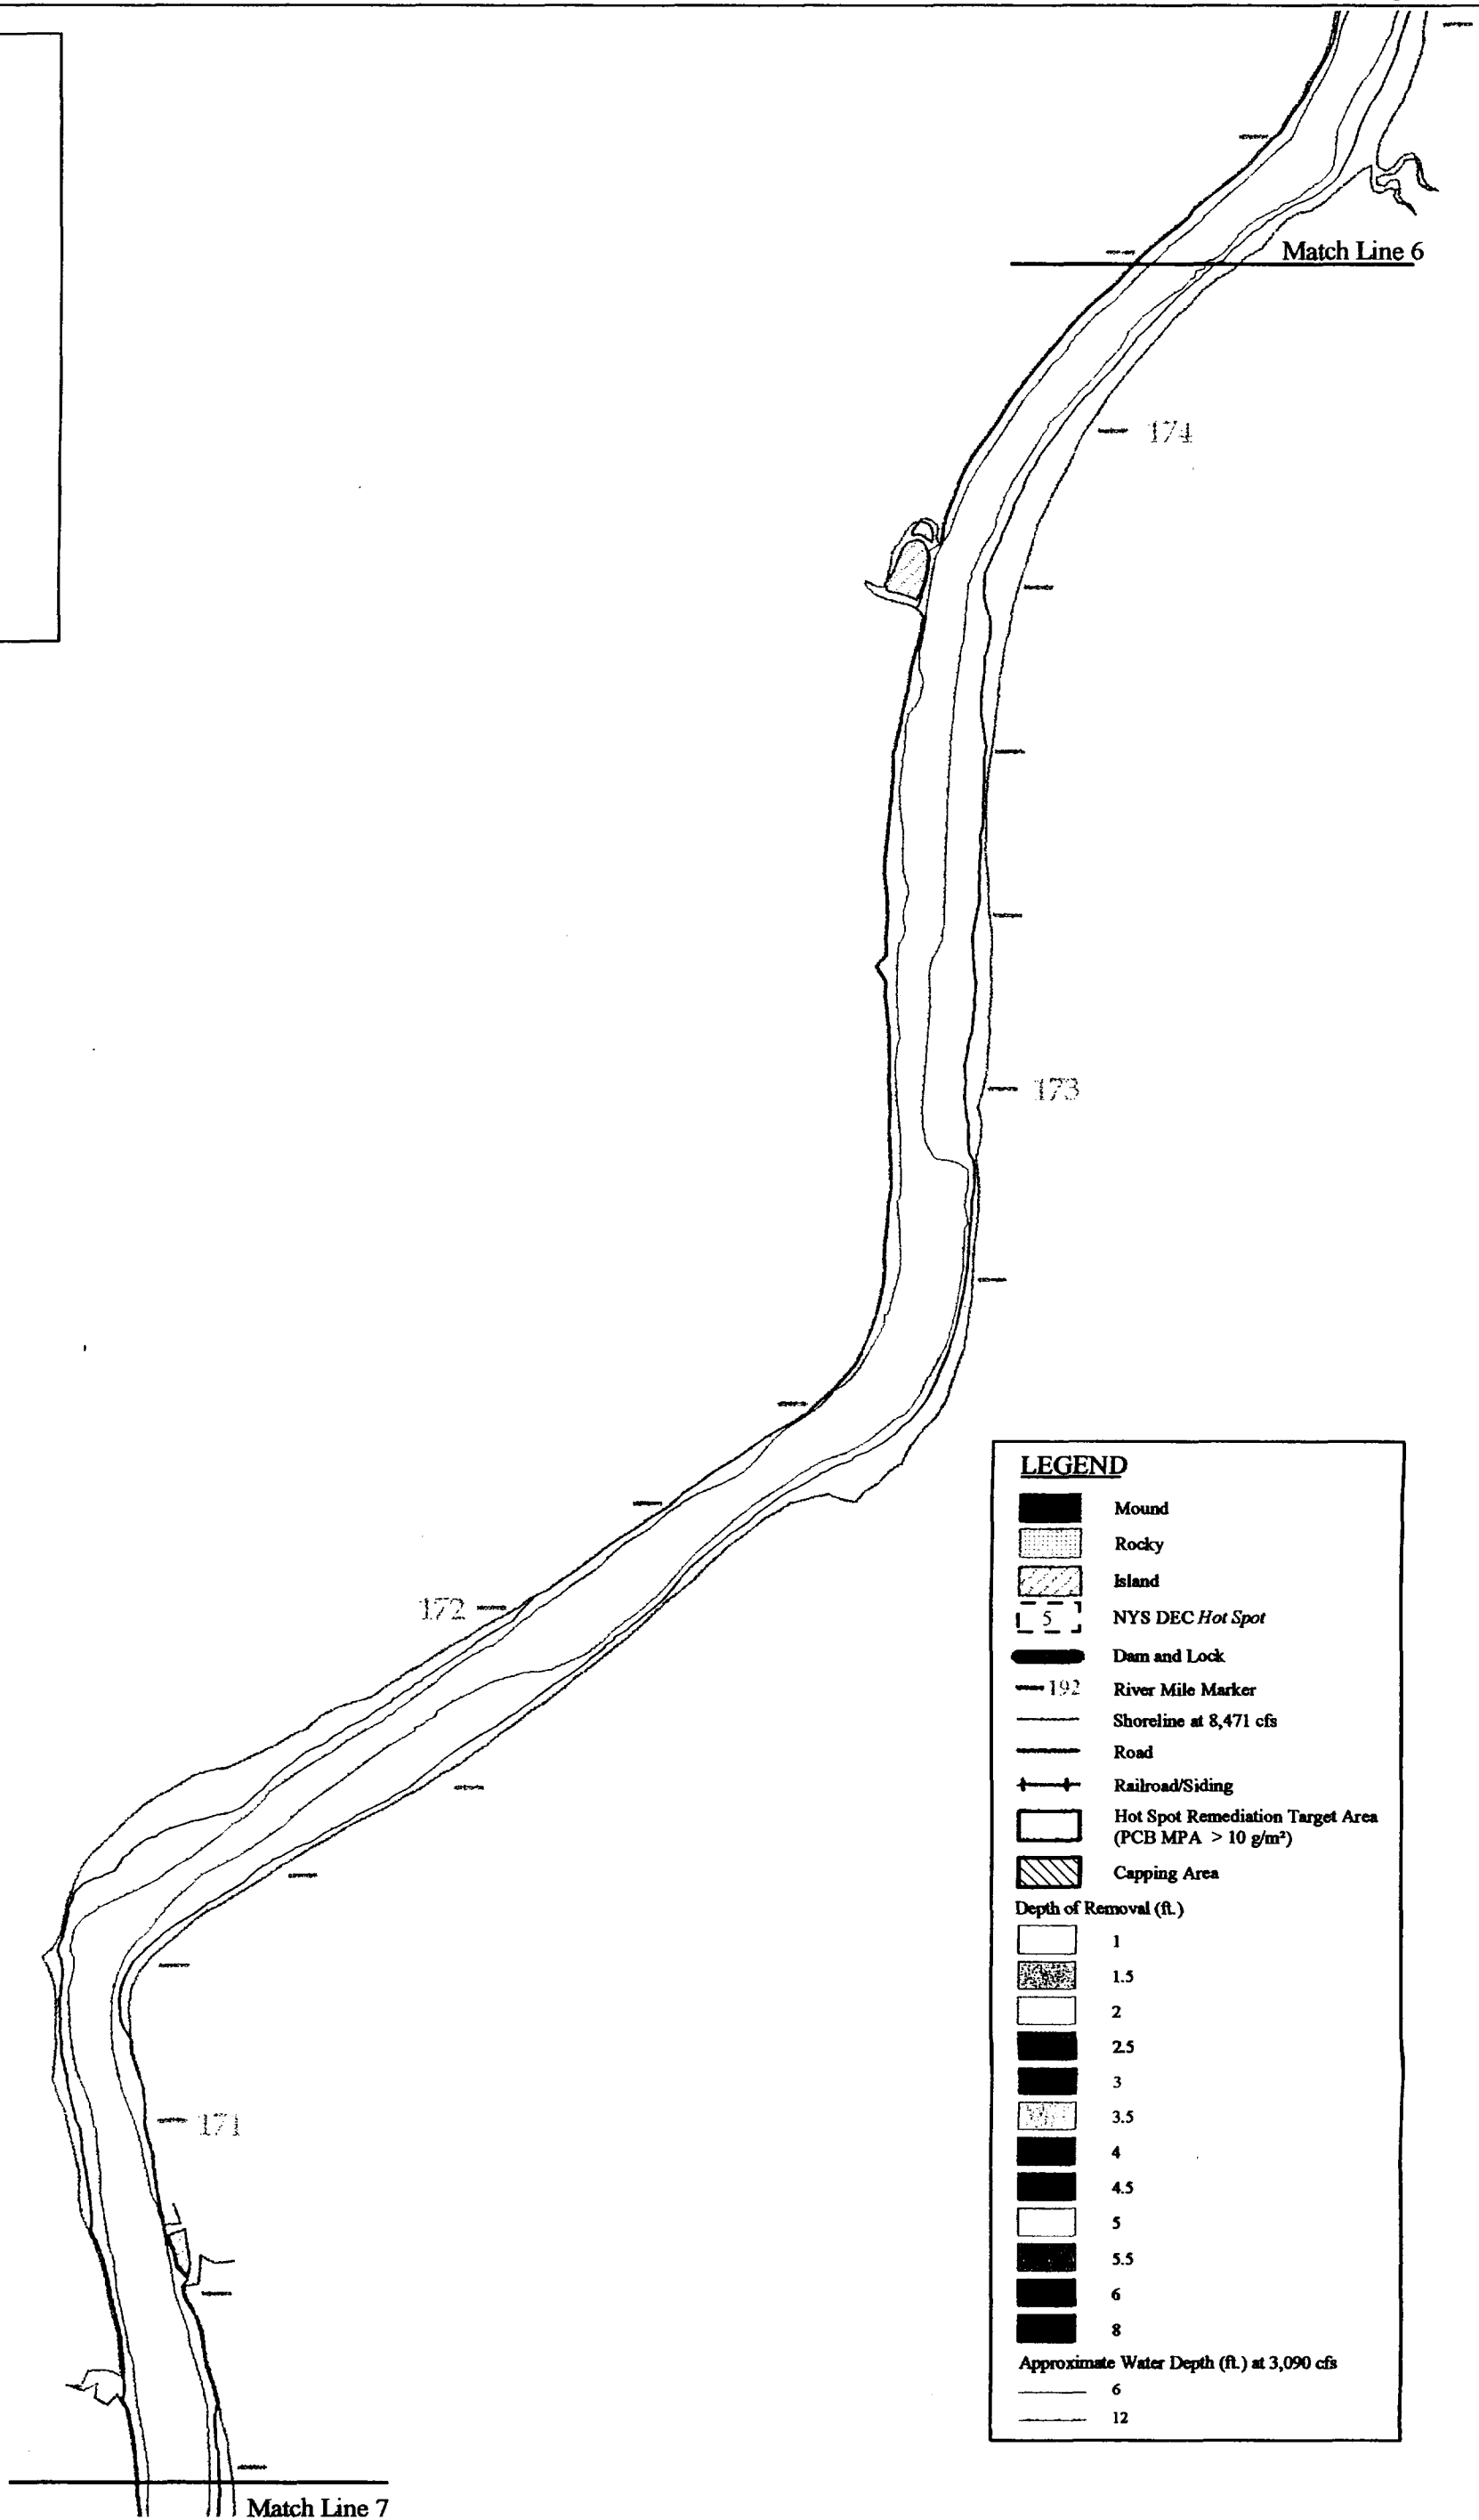 Match Line 6
174
173
172
171
Match Line 7
LEGEND
Mound
Rocky
Island
5 NYS DEC Hot Spot
Dam and Lock
192 River Mile Marker
Shoreline at 8,471 cfs
Road
Railroad/Siding
Hot Spot Remediation Target Area
(PCB MPA > 10 g/m²)
Capping Area
Depth of Removal (ft.)
1
1.5
2
2.5
3
3.5
4
4.5
5
5.5
6
8
Approximate Water Depth (ft.) at 3,090 cfs
6
12